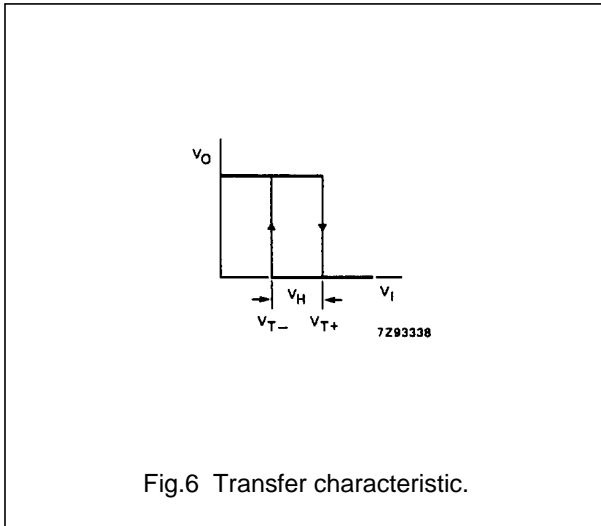 VO
VH
VI
VT−
VT+
7Z93338
Fig.6 Transfer characteristic.